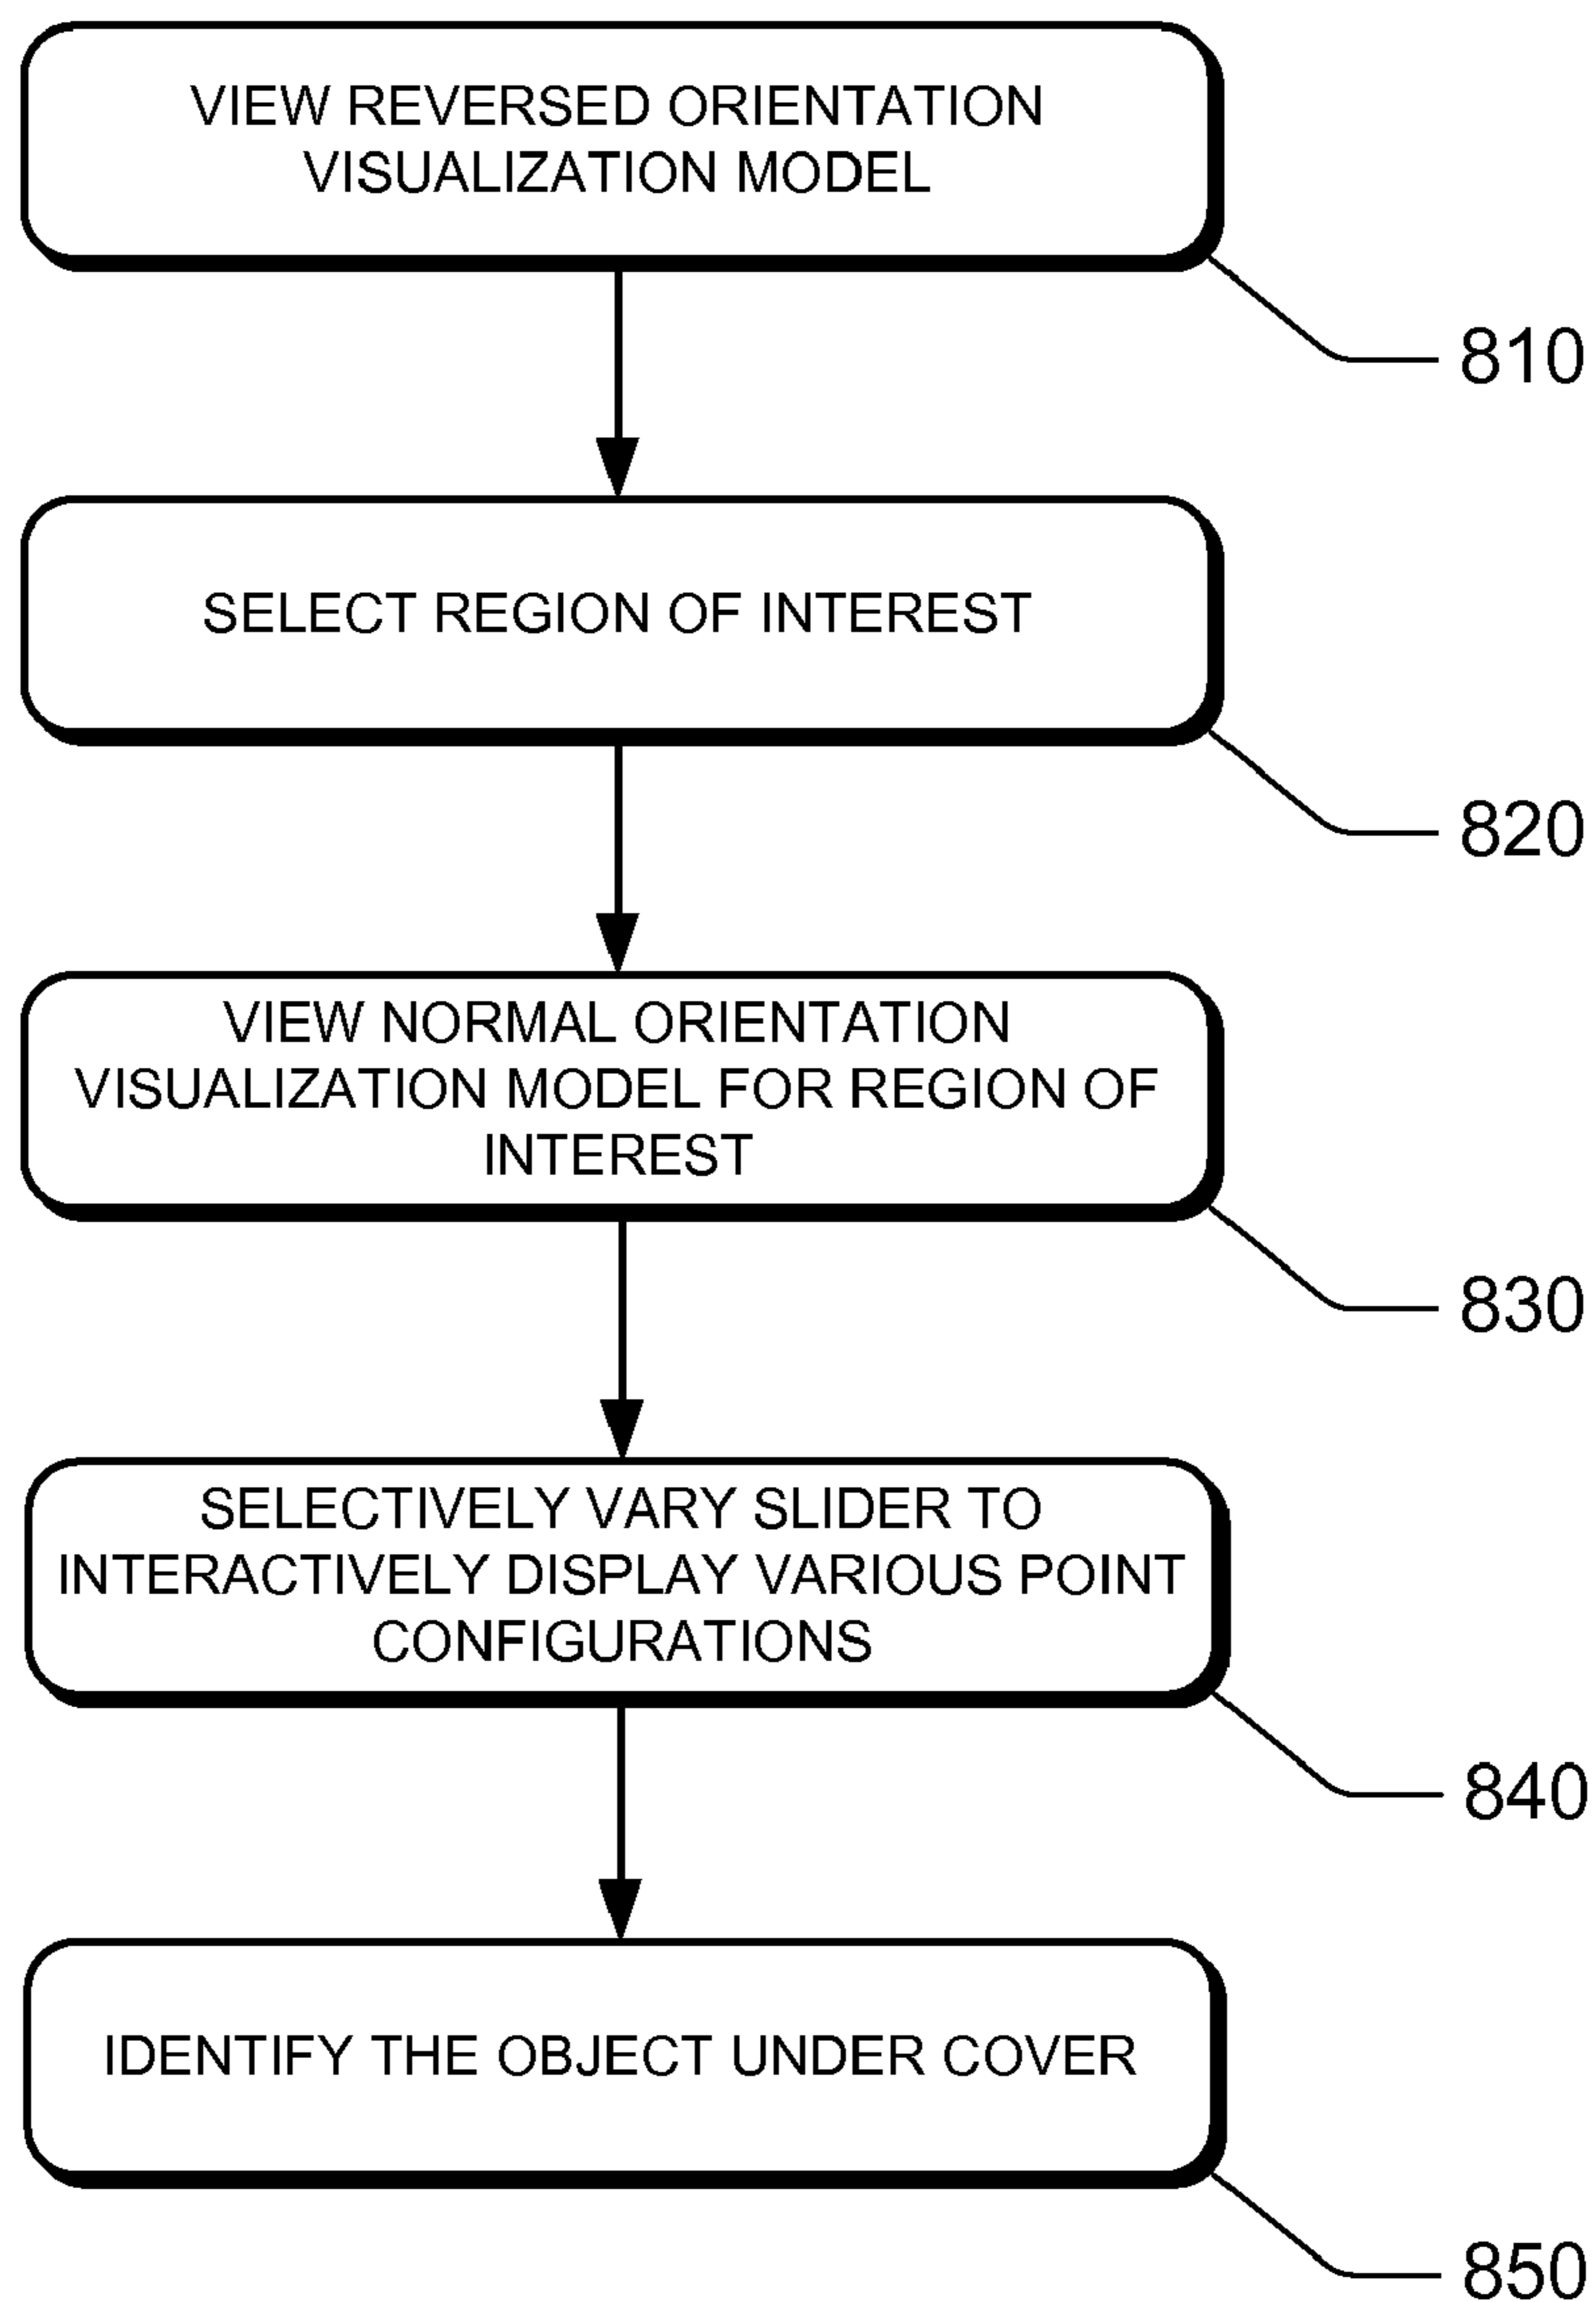 VIEW REVERSED ORIENTATION
VISUALIZATION MODEL
810
SELECT REGION OF INTEREST
820
VIEW NORMAL ORIENTATION
VISUALIZATION MODEL FOR REGION OF
INTEREST
830
SELECTIVELY VARY SLIDER TO
INTERACTIVELY DISPLAY VARIOUS POINT
CONFIGURATIONS
840
IDENTIFY THE OBJECT UNDER COVER
850